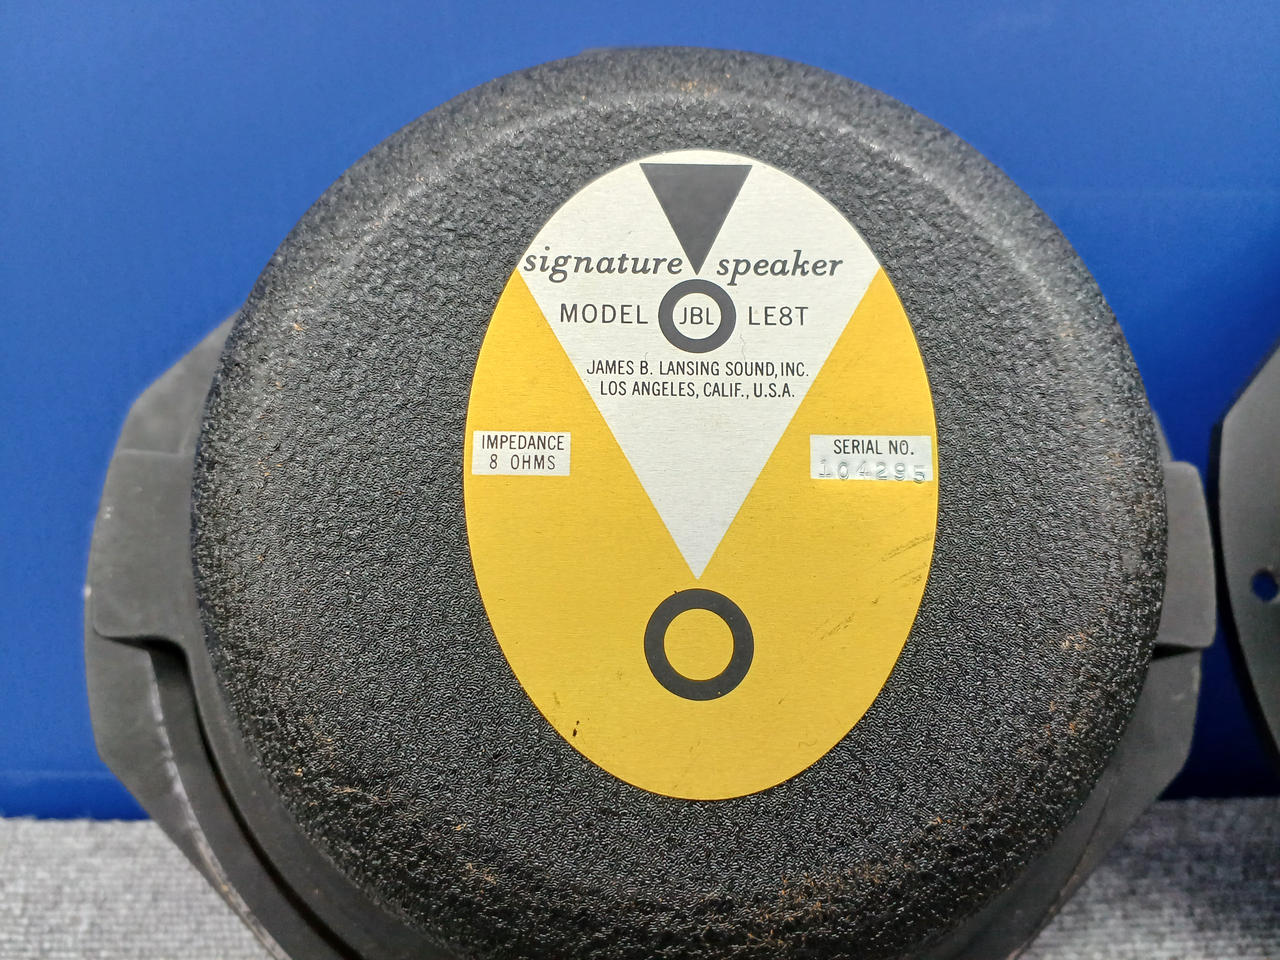 signature speaker
MODEL JBL LE8T
JAMES B. LANSING SOUND, INC.
LOS ANGELES, CALIF., U.S.A.
IMPEDANCE
8 OHMS
SERIAL NO.
104295